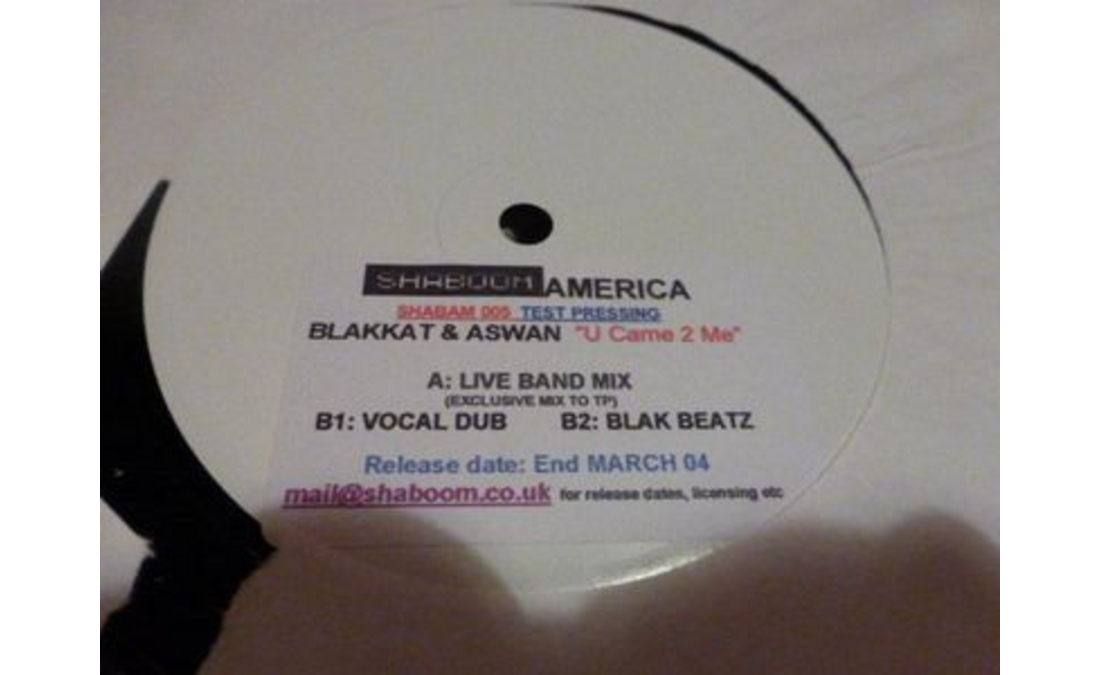 SHABOOM AMERICA
SHABAM 005 TEST PRESSING
BLAKKAT & ASWAN "U Came 2 Me"
A: LIVE BAND MIX
(EXCLUSIVE MIX TO TP)
B1: VOCAL DUB B2: BLAK BEATZ
Release date: End MARCH 04
mail@shaboom.co.uk for release dates, licensing etc